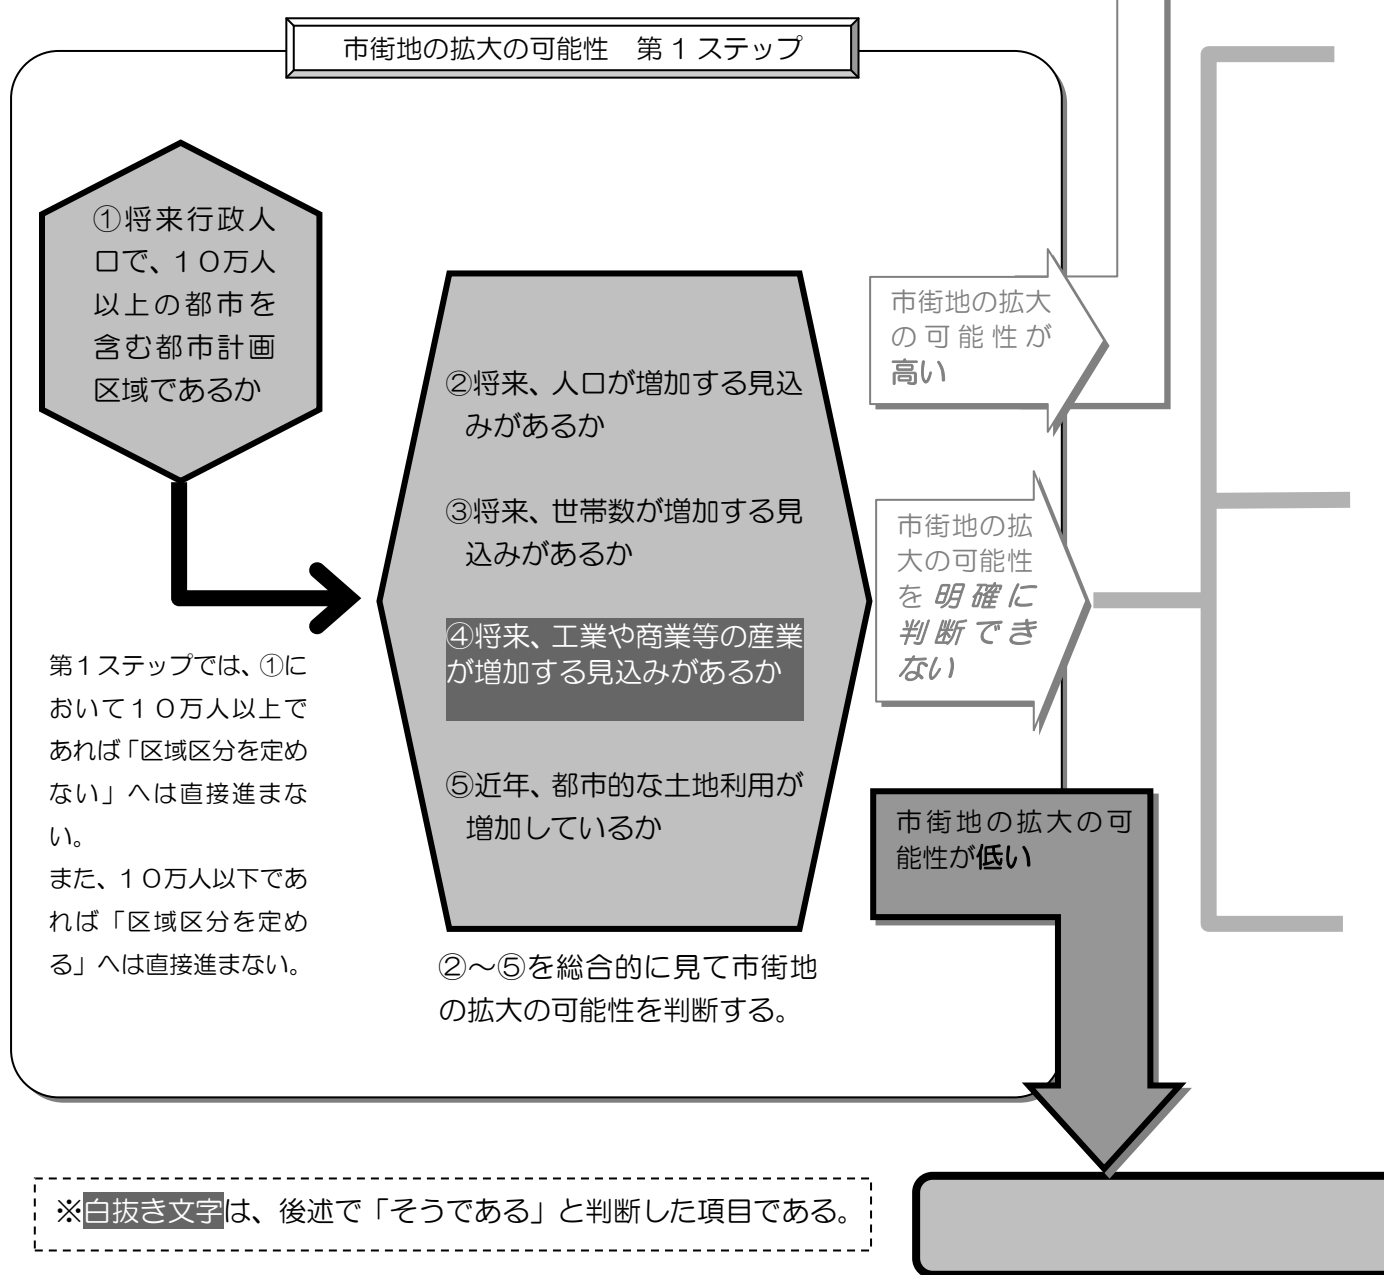 市街地の拡大の可能性　第１ステップ
①将来行政人
口で、１０万人
以上の都市を
含む都市計画
区域であるか
第１ステップでは、①に
おいて１０万人以上で
あれば「区域区分を定め
ない」へは直接進まな
い。
また、１０万人以下であ
れば「区域区分を定め
る」へは直接進まない。
②将来、人口が増加する見込
みがあるか
③将来、世帯数が増加する見
込みがあるか
④将来、工業や商業等の産業
が増加する見込みがあるか
⑤近年、都市的な土地利用が
増加しているか
②～⑤を総合的に見て市街地
の拡大の可能性を判断する。
市街地の拡大
の可能性が
高い
市街地の拡
大の可能性
を明確に
判断でき
ない
市街地の拡大の可
能性が低い
※白抜き文字は、後述で「そうである」と判断した項目である。